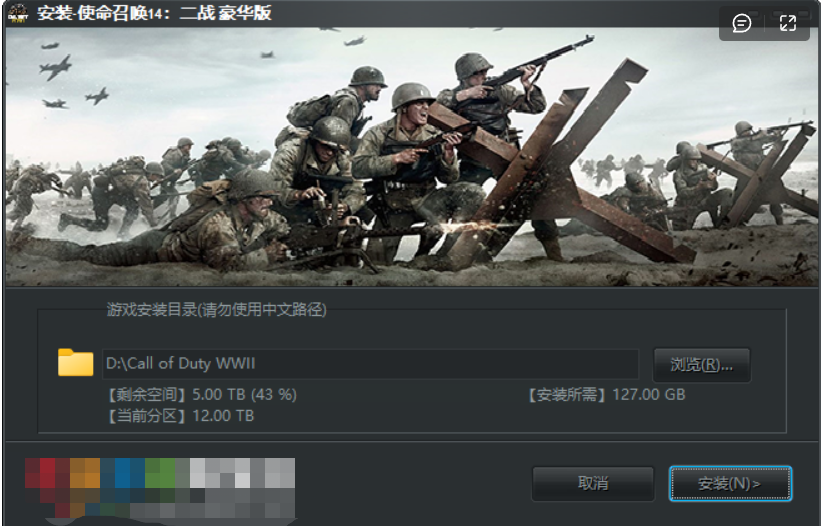 安装-使命召唤14：二战 豪华版
游戏安装目录(请勿使用中文路径)
D:\Call of Duty WWII
浏览(R)...
【剩余空间】5.00 TB (43 %)
【安装所需】127.00 GB
【当前分区】12.00 TB
取消
安装(N)>